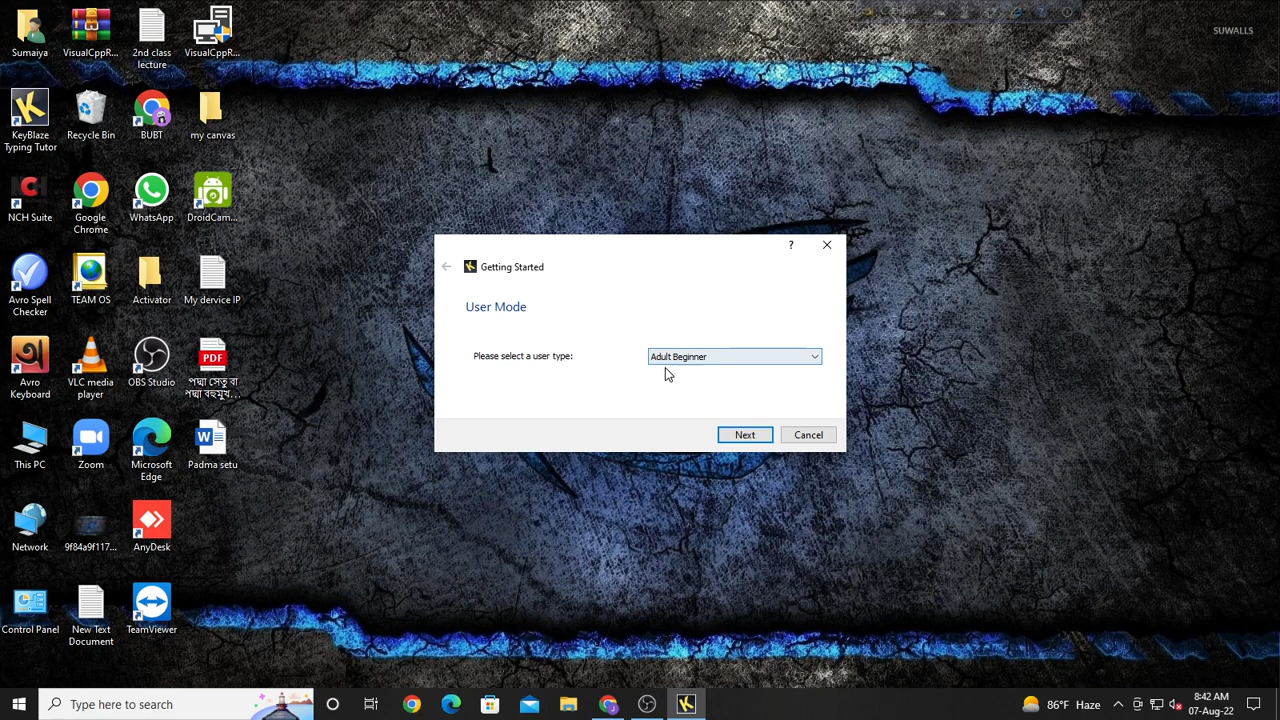 SUWALLS
Sumaiya
VisualCppR...
2nd class
lecture
VisualCppR...
KeyBlaze
Typing Tutor
Recycle Bin
BUBT
my canvas
NCH Suite
Google
Chrome
WhatsApp
DroidCam...
Avro Spell
Checker
TEAM OS
Activator
My dervice IP
Avro
Keyboard
VLC media
player
OBS Studio
PDF
পদ্মা সেতু বা
পদ্মা বহুমুখ...
This PC
Zoom
Microsoft
Edge
Padma setu
Network
9f84a9f117...
AnyDesk
Control Panel
New Text
Document
TeamViewer
Getting Started
User Mode
Please select a user type:
Adult Beginner
Next
Cancel
Type here to search
86°F Haze
8:42 AM
07-Aug-22